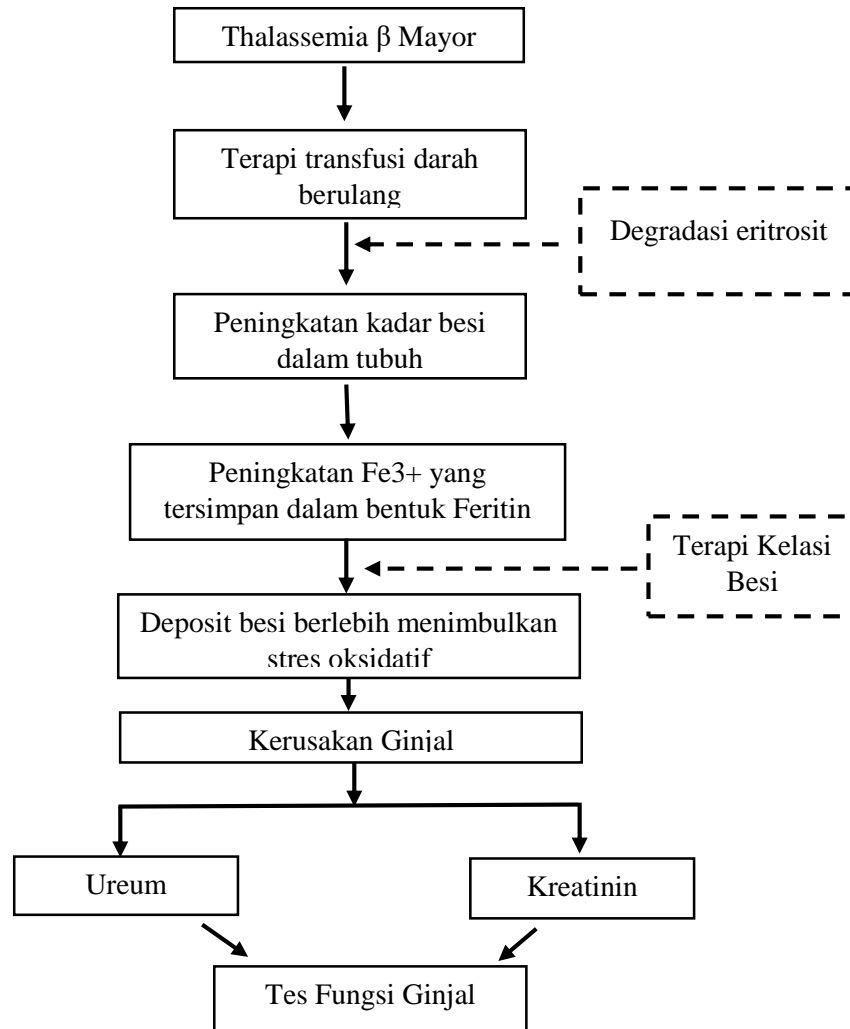 Thalassemia β Mayor
Terapi transfusi darah
berulang
Degradasi eritrosit
Peningkatan kadar besi
dalam tubuh
Peningkatan Fe3+ yang
tersimpan dalam bentuk Feritin
Terapi Kelasi
Besi
Deposit besi berlebih menimbulkan
stres oksidatif
Kerusakan Ginjal
Ureum
Kreatinin
Tes Fungsi Ginjal